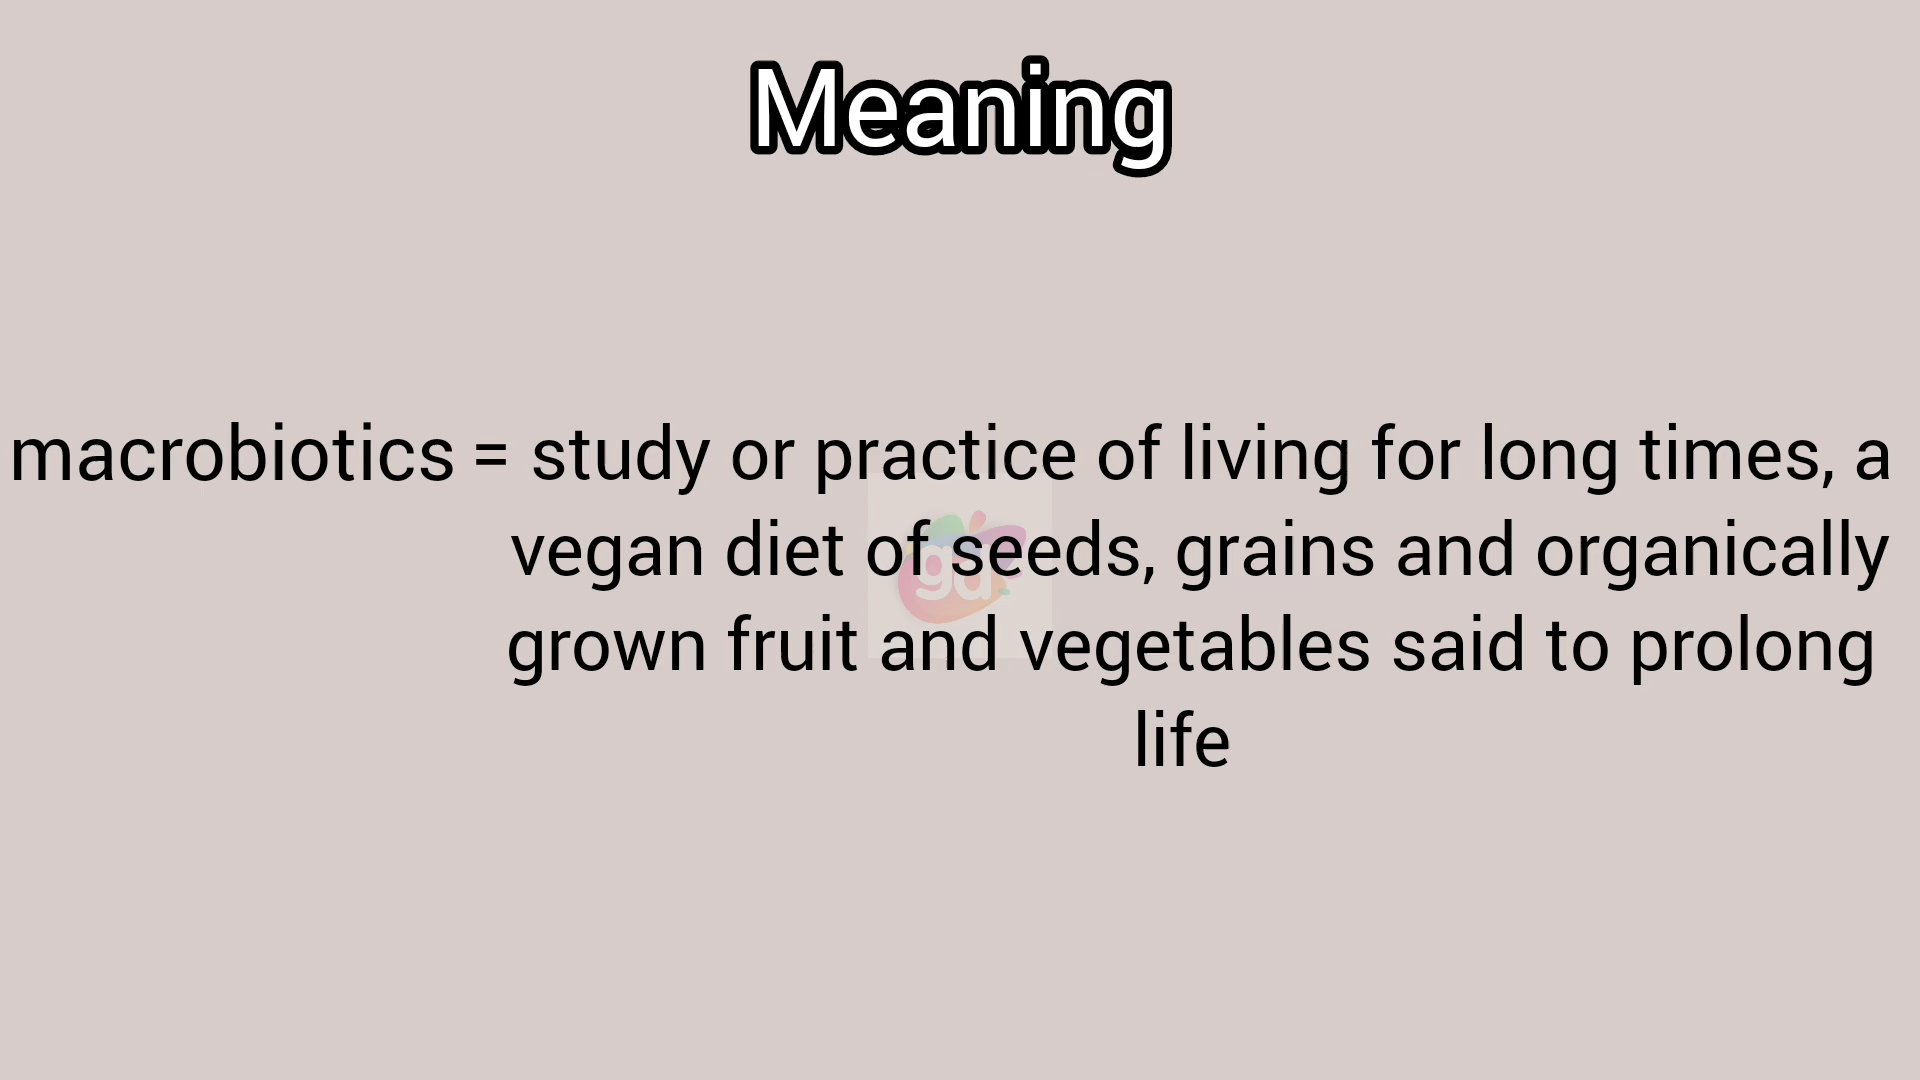 Meaning
macrobiotics = study or practice of living for long times, a
vegan diet of seeds, grains and organically
grown fruit and vegetables said to prolong
life
gd